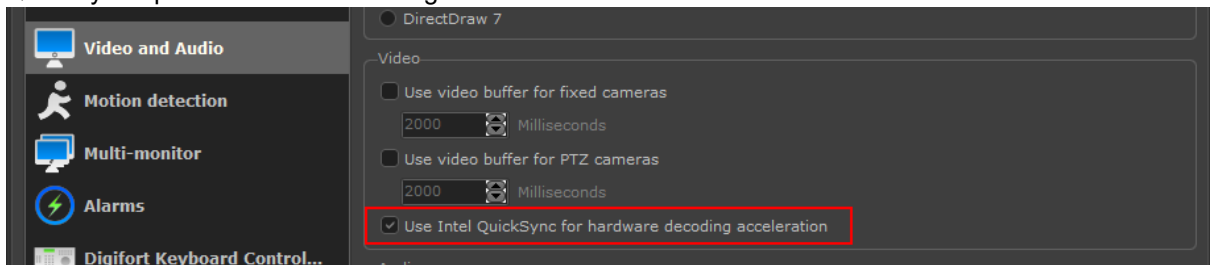 DirectDraw 7
Video and Audio
Video
Use video buffer for fixed cameras
Motion detection
2000 Milliseconds
Multi-monitor
Use video buffer for PTZ cameras
2000 Milliseconds
Alarms
Use Intel QuickSync for hardware decoding acceleration
Digifort Keyboard Control...